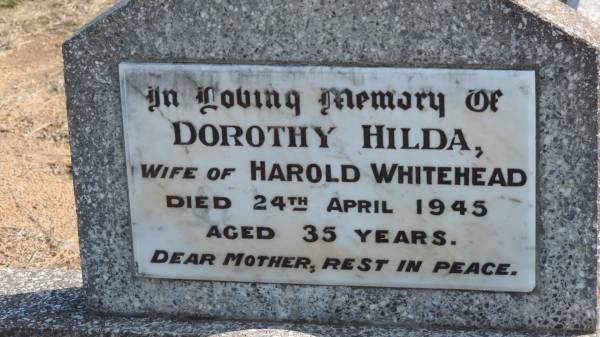 In Loving Memory Of
DOROTHY HILDA,
WIFE OF HAROLD WHITEHEAD
DIED 24TH APRIL 1945
AGED 35 YEARS.
DEAR MOTHER, REST IN PEACE.